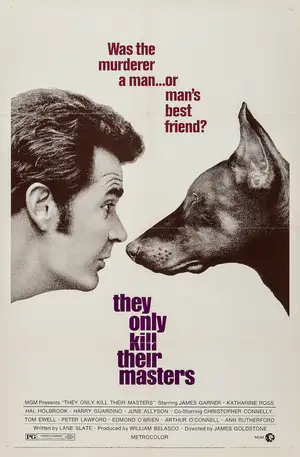 Was the
murderer
a man...or
man's
best
friend?
they
only
kill
their
masters
MGM Presents "THEY ONLY KILL THEIR MASTERS" Starring JAMES GARNER · KATHARINE ROSS
HAL HOLBROOK · HARRY GUARDINO · JUNE ALLYSON · Co-Starring CHRISTOPHER CONNELLY
TOM EWELL · PETER LAWFORD · EDMOND O'BRIEN · ARTHUR O'CONNELL · ANN RUTHERFORD
Written by LANE SLATE · Produced by WILLIAM BELASCO · Directed by JAMES GOLDSTONE
PG
METROCOLOR
MGM